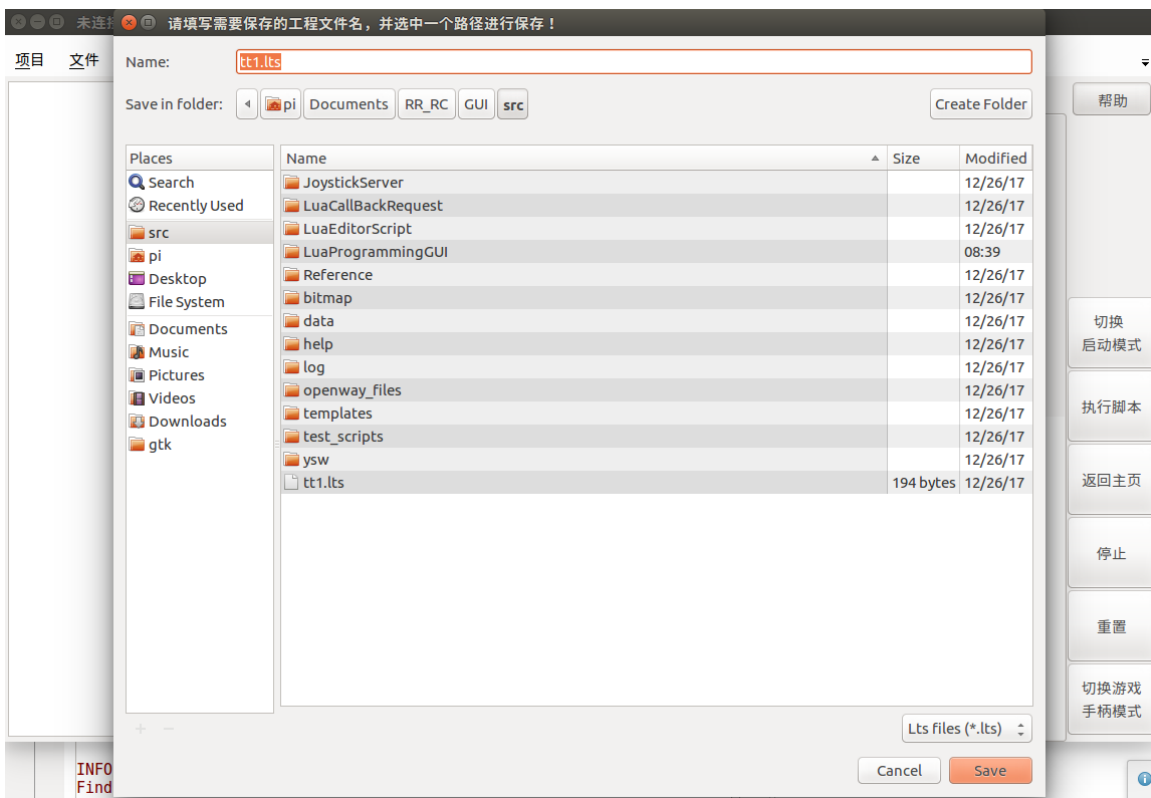 未连
请填写需要保存的工程文件名，并选中一个路径进行保存！
项目 文件
Name: tt1.lts
Save in folder: pi Documents RR_RC GUI src Create Folder
帮助
Places
Search
Recently Used
src
pi
Desktop
File System
Documents
Music
Pictures
Videos
Downloads
gtk
Name Size Modified
JoystickServer 12/26/17
LuaCallBackRequest 12/26/17
LuaEditorScript 12/26/17
LuaProgrammingGUI 08:39
Reference 12/26/17
bitmap 12/26/17
data 12/26/17
help 12/26/17
log 12/26/17
openway_files 12/26/17
templates 12/26/17
test_scripts 12/26/17
ysw 12/26/17
tt1.lts 194 bytes 12/26/17
切换
启动模式
执行脚本
返回主页
停止
重置
切换游戏
手柄模式
Lts files (*.lts)
Cancel Save
INFO
Find